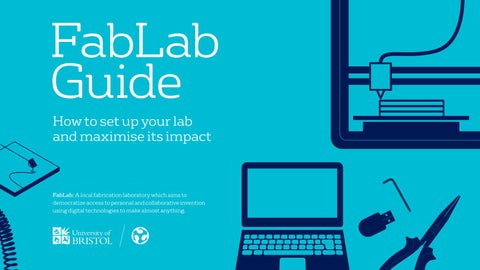 FabLab
Guide
How to set up your lab
and maximise its impact
FabLab: A local fabrication laboratory which aims to
democratise access to personal and collaborative invention
using digital technologies to make almost anything.
University of
BRISTOL